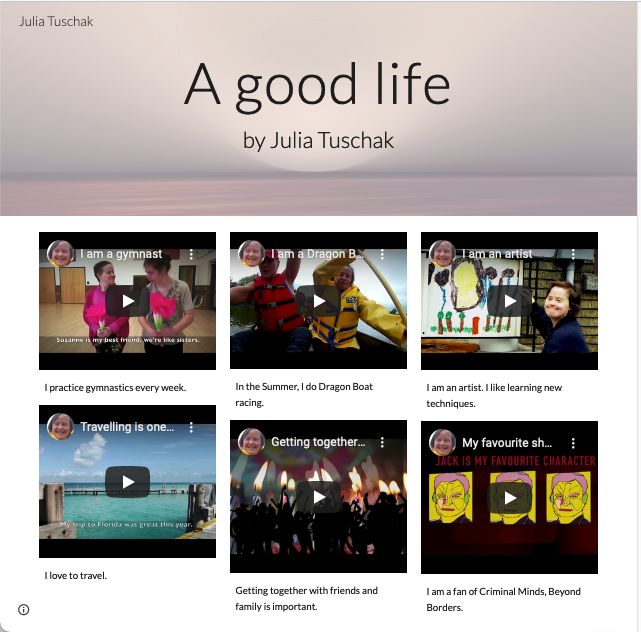 Julia Tuschak
A good life
by Julia Tuschak
I am a gymnast
Suzanne is my best friend, we're like sisters.
I practice gymnastics every week.
I am a Dragon B...
In the Summer, I do Dragon Boat
racing.
I am an artist
I am an artist. I like learning new
techniques.
Travelling is one...
My trip to Florida was great this year.
I love to travel.
Getting together...
Getting together with friends and
family is important.
My favourite sh...
JACK IS MY FAVOURITE CHARACTER
I am a fan of Criminal Minds, Beyond
Borders.